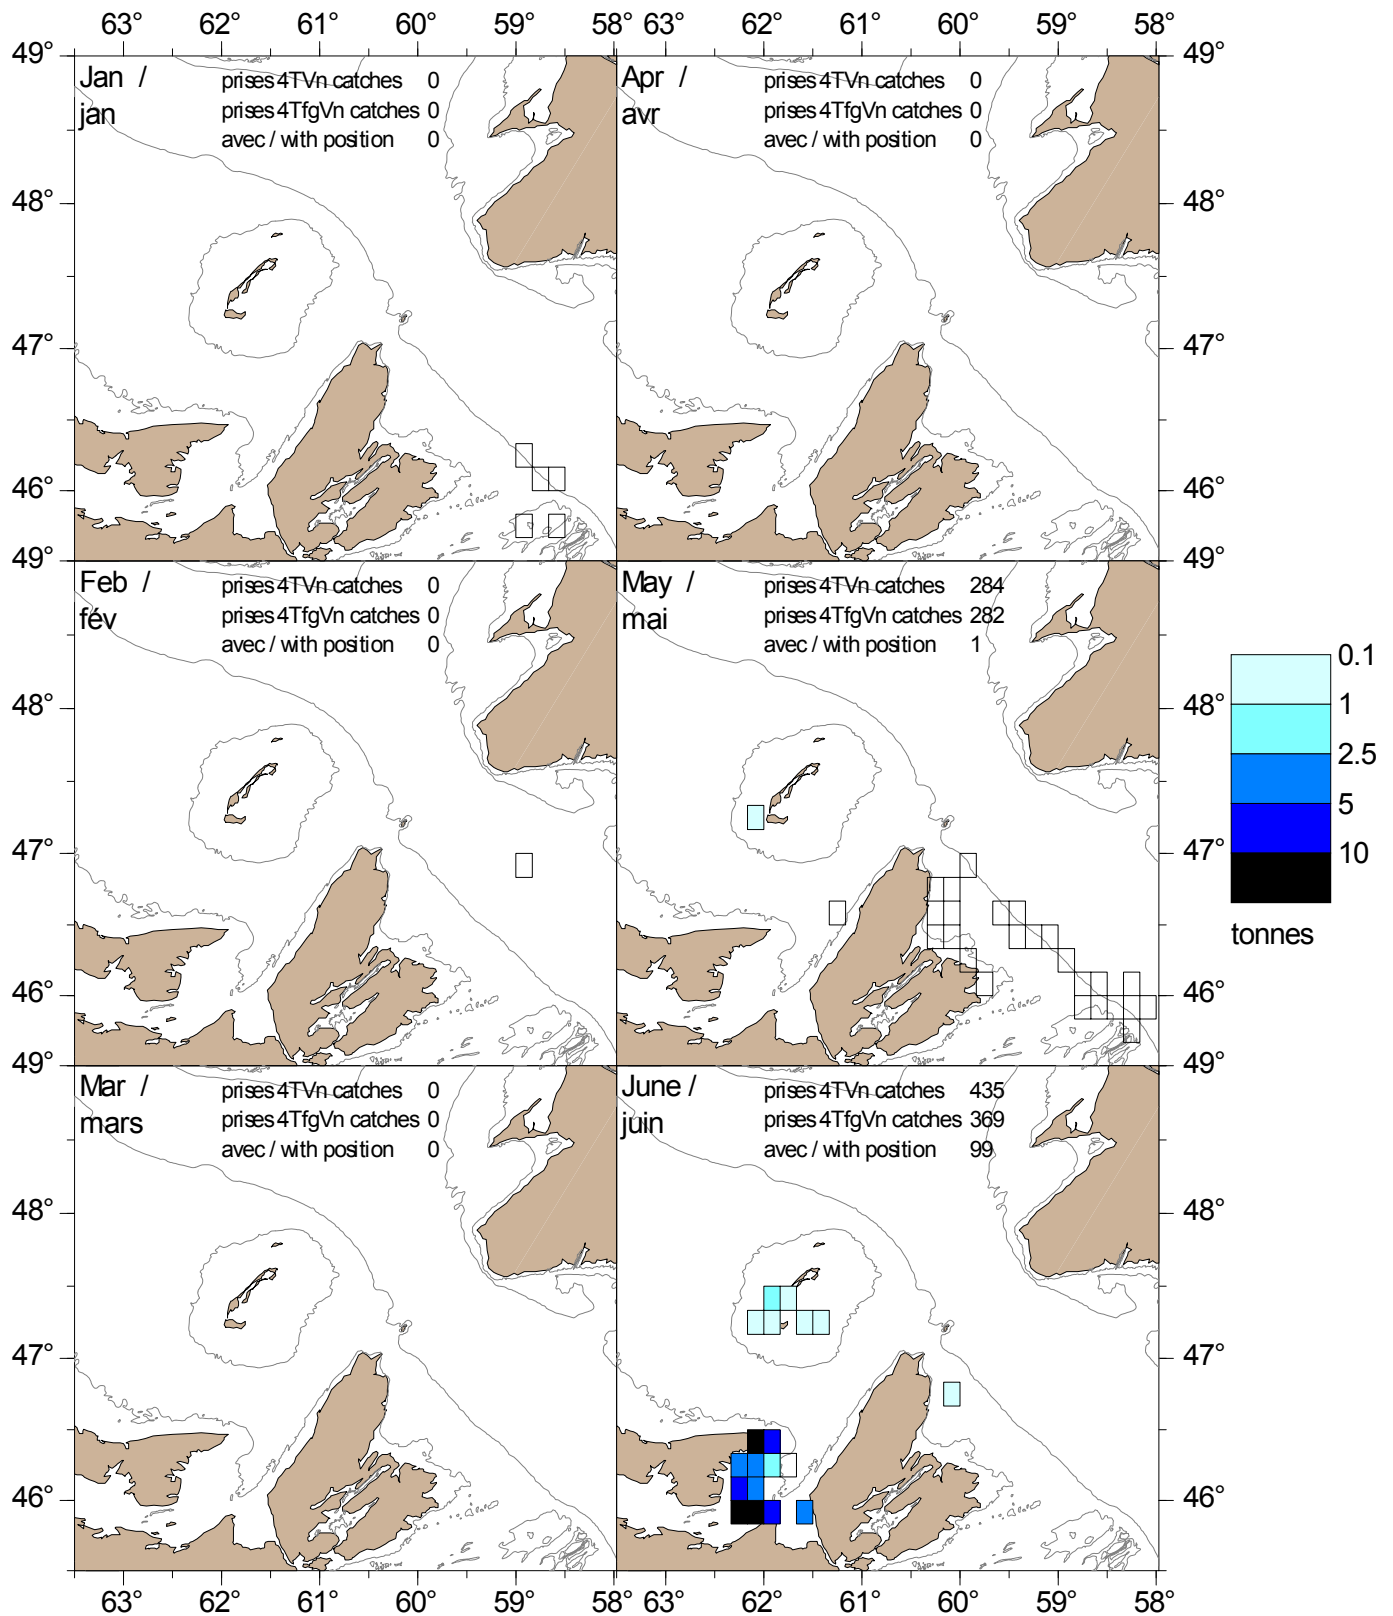 63° 62° 61° 60° 59° 63° 62° 61° 60° 59° 58°
49° 49°
Jan / jan
prises 4TVn catches 0
prises 4TfgVn catches 0
avec / with position 0
Apr / avr
prises 4TVn catches 0
prises 4TfgVn catches 0
avec / with position 0
48° 48°
47° 47°
46° 46°
49° 49°
Feb / fév
prises 4TVn catches 0
prises 4TfgVn catches 0
avec / with position 0
May / mai
prises 4TVn catches 284
prises 4TfgVn catches 282
avec / with position 1
48° 48°
47° 47°
46° 46°
49° 49°
Mar / mars
prises 4TVn catches 0
prises 4TfgVn catches 0
avec / with position 0
June / juin
prises 4TVn catches 435
prises 4TfgVn catches 369
avec / with position 99
48° 48°
47° 47°
46° 46°
63° 62° 61° 60° 59° 58° 63° 62° 61° 60° 59° 58°
0.1
1
2.5
5
10
tonnes